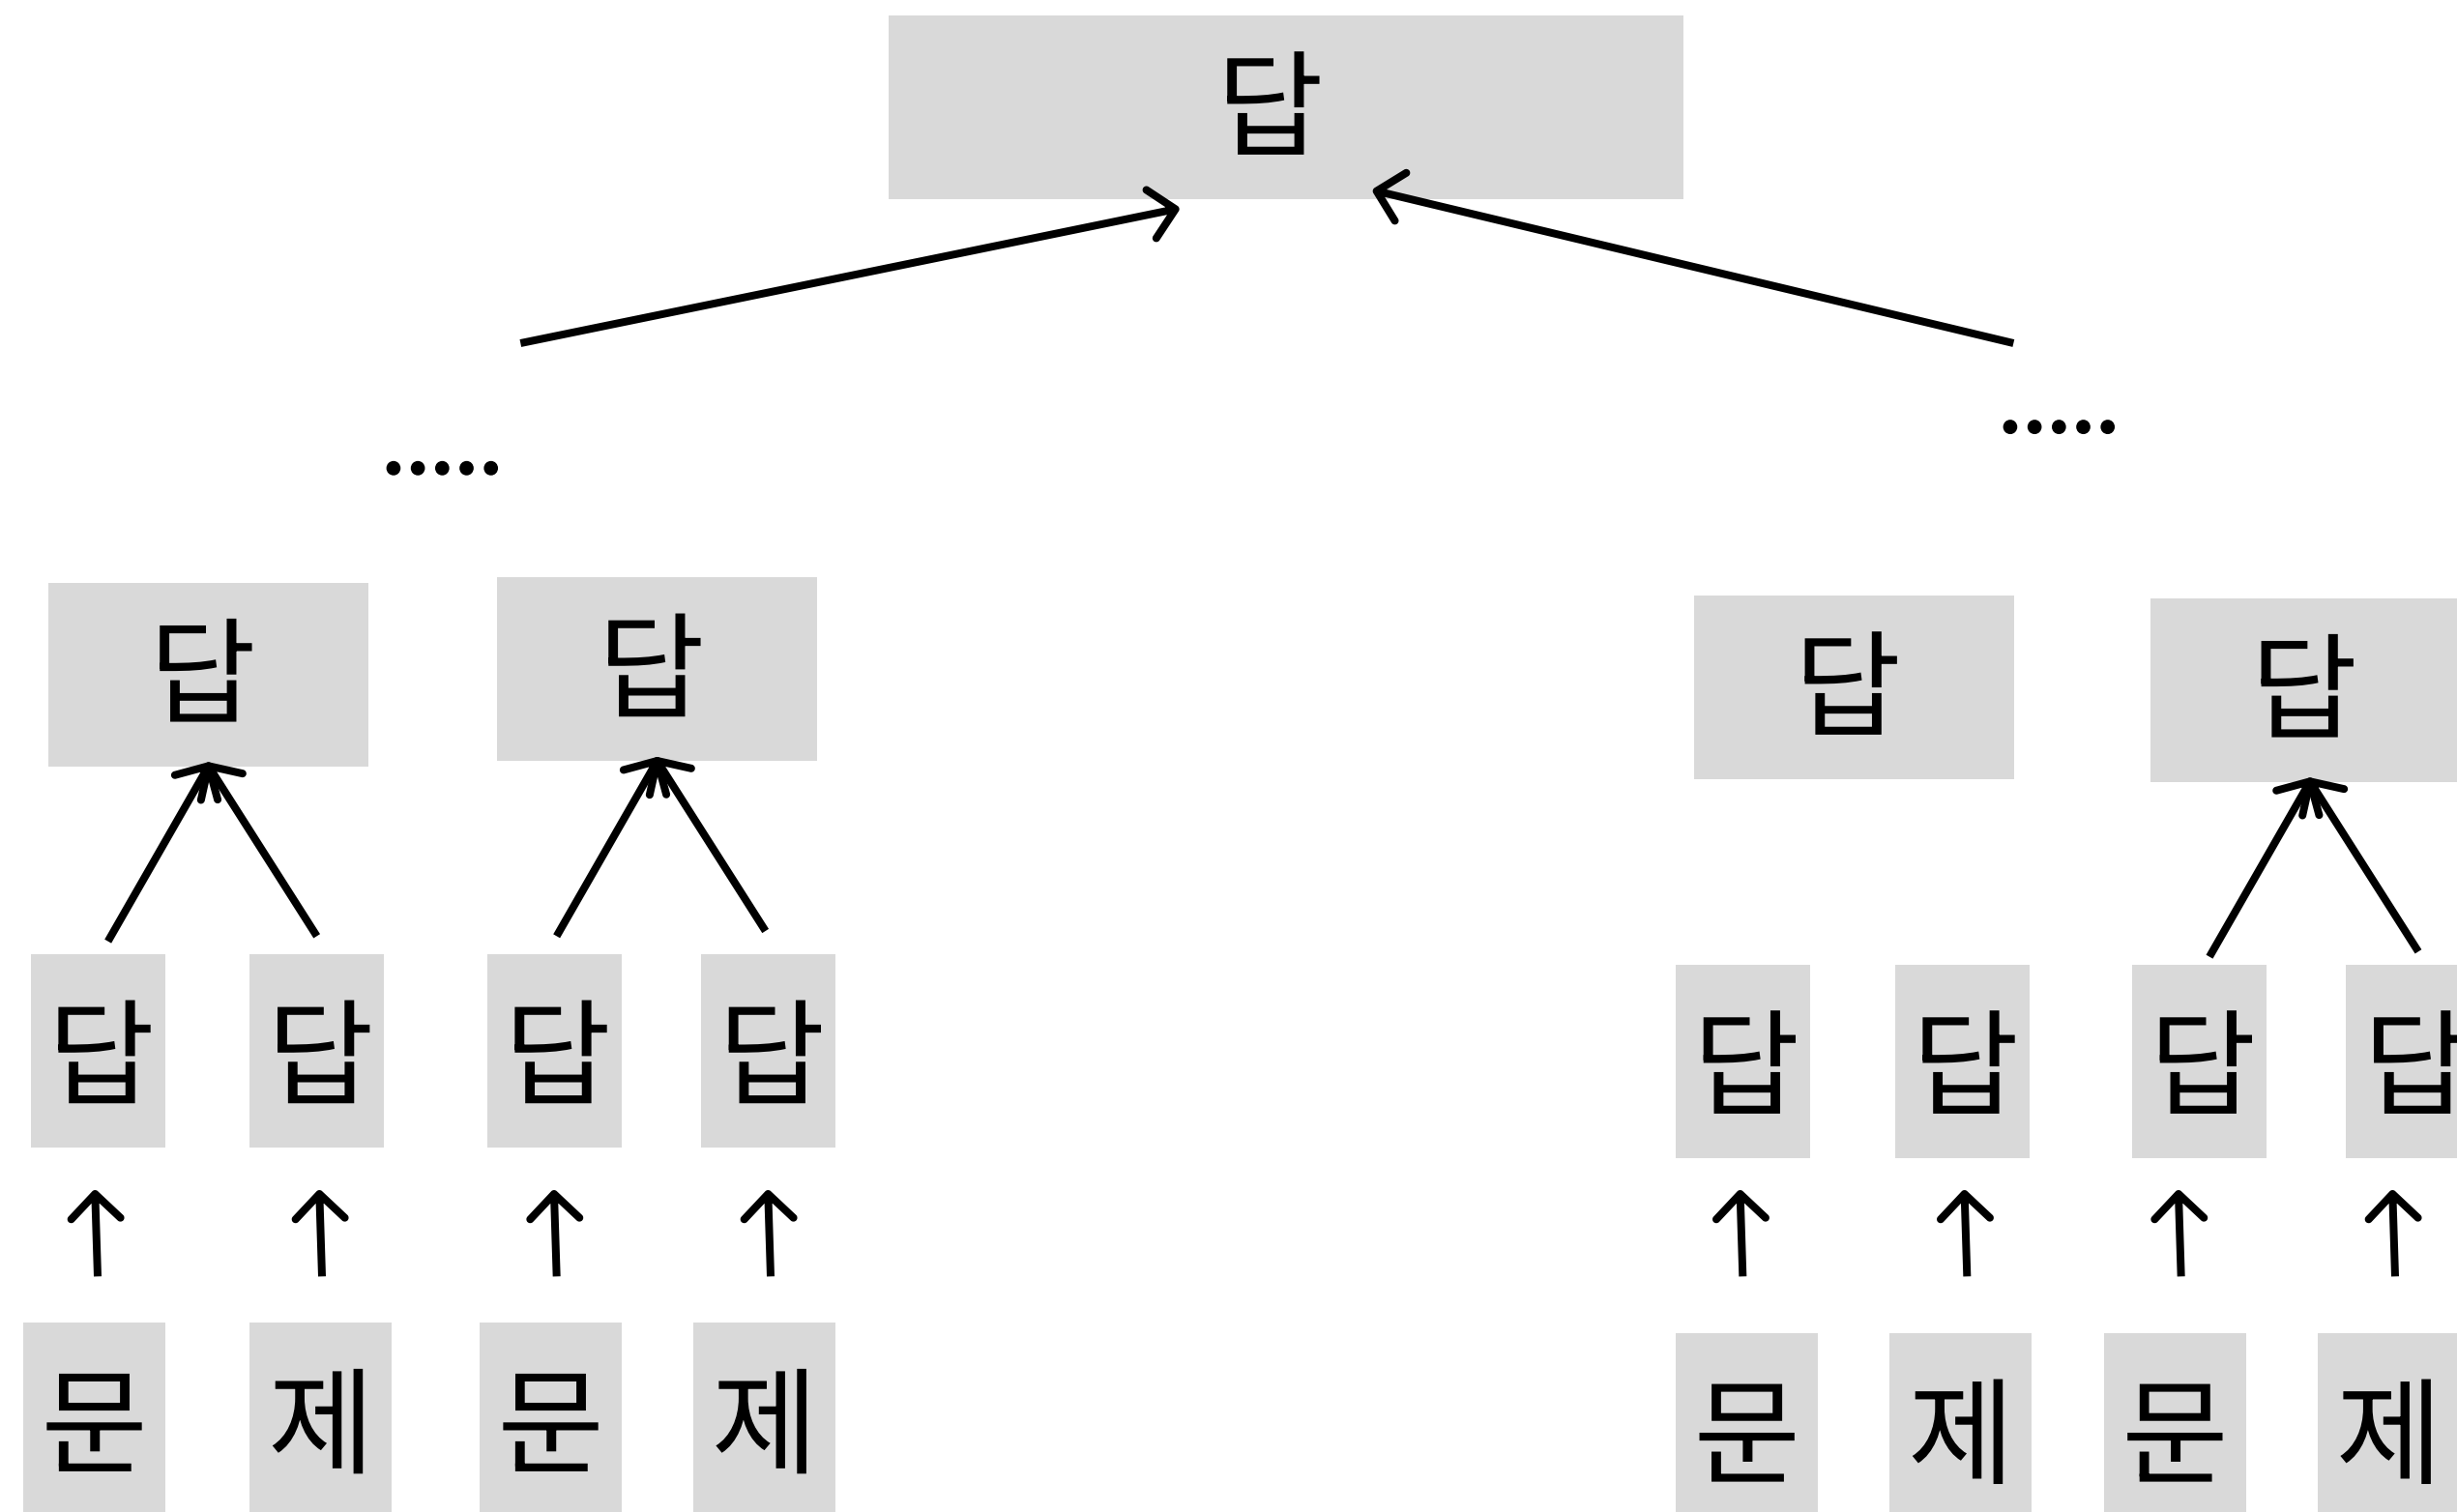 답
·····
·····
답 답 답 답
답 답 답 답 답 답 답 답
문 제 문 제 문 제 문 제